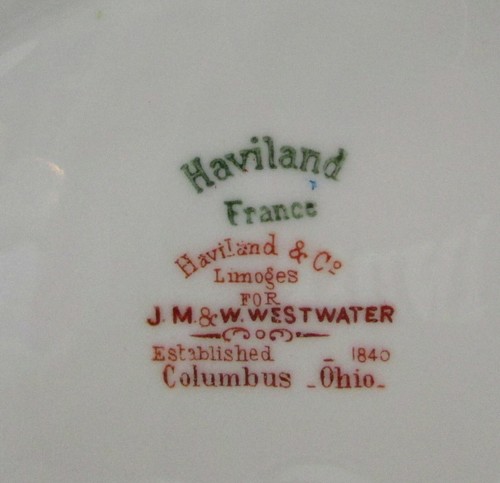 Haviland
France
Haviland & Co
Limoges
FOR
J.M.&W.WESTWATER
Established - 1840
Columbus - Ohio -